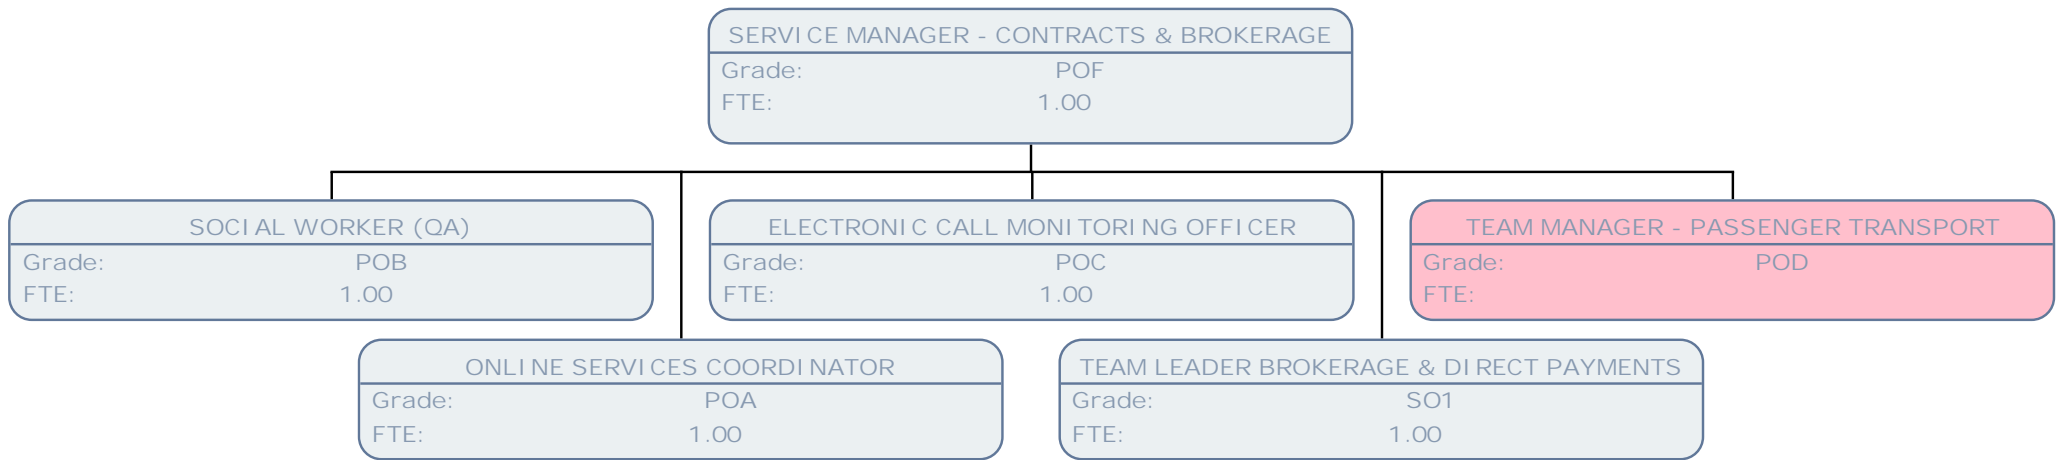 SERVICE MANAGER - CONTRACTS & BROKERAGE
Grade: POF
FTE: 1.00
SOCIAL WORKER (QA)
Grade: POB
FTE: 1.00
ELECTRONIC CALL MONITORING OFFICER
Grade: POC
FTE: 1.00
TEAM MANAGER - PASSENGER TRANSPORT
Grade: POD
FTE:
ONLINE SERVICES COORDINATOR
Grade: POA
FTE: 1.00
TEAM LEADER BROKERAGE & DIRECT PAYMENTS
Grade: SO1
FTE: 1.00